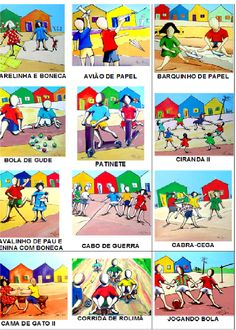 ARELINHA E BONECA
AVIÃO DE PAPEL
BARQUINHO DE PAPEL
BOLA DE GUDE
PATINETE
CIRANDA II
AVALINHO DE PAU E
ENINA COM BONECA
CABO DE GUERRA
CABRA-CEGA
CAMA DE GATO II
CORRIDA DE ROLIMÃ
JOGANDO BOLA